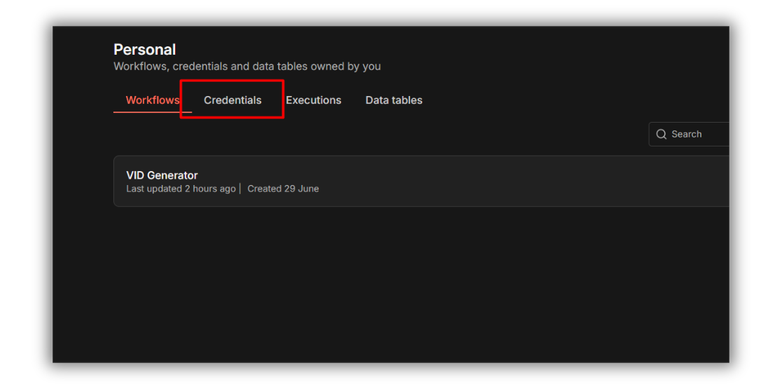 Personal
Workflows, credentials and data tables owned by you
Workflows Credentials Executions Data tables
Search
VID Generator
Last updated 2 hours ago | Created 29 June